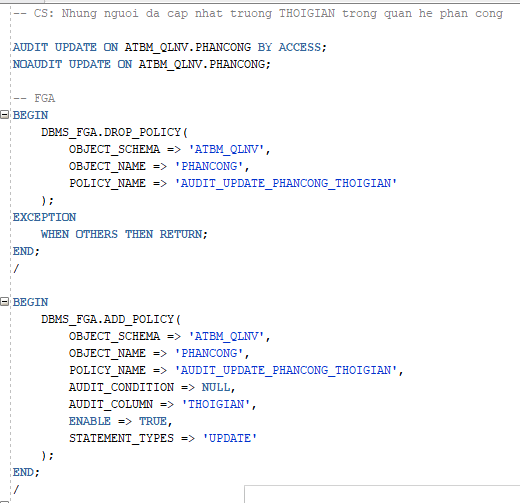 -- CS: Nhung nguoi da cap nhat truong THOIGIAN trong quan he phan cong
AUDIT UPDATE ON ATBM_QLNV.PHANCONG BY ACCESS;
NOAUDIT UPDATE ON ATBM_QLNV.PHANCONG;
-- FGA
BEGIN
DBMS_FGA.DROP_POLICY(
OBJECT_SCHEMA => 'ATBM_QLNV',
OBJECT_NAME => 'PHANCONG',
POLICY_NAME => 'AUDIT_UPDATE_PHANCONG_THOIGIAN'
);
EXCEPTION
WHEN OTHERS THEN RETURN;
END;
/
BEGIN
DBMS_FGA.ADD_POLICY(
OBJECT_SCHEMA => 'ATBM_QLNV',
OBJECT_NAME => 'PHANCONG',
POLICY_NAME => 'AUDIT_UPDATE_PHANCONG_THOIGIAN',
AUDIT_CONDITION => NULL,
AUDIT_COLUMN => 'THOIGIAN',
ENABLE => TRUE,
STATEMENT_TYPES => 'UPDATE'
);
END;
/